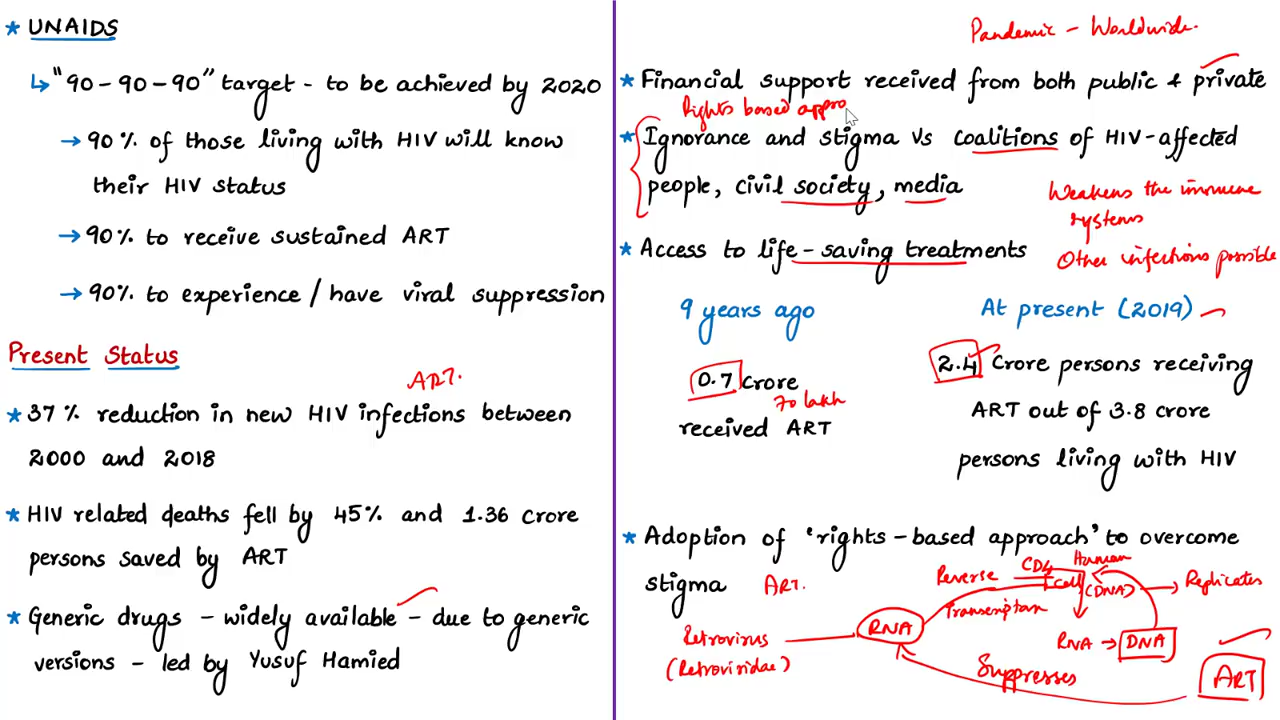 * UNAIDS
↳ "90-90-90" target - to be achieved by 2020
→ 90% of those living with HIV will know
their HIV status
→ 90% to receive sustained ART
→ 90% to experience / have viral suppression
Present Status
ART.
* 37% reduction in new HIV infections between
2000 and 2018
* HIV related deaths fell by 45% and 1.36 crore
persons saved by ART
* Generic drugs - widely available - due to generic
versions - led by Yusuf Hamied
Pandemic - Worldwide.
* Financial support received from both public & private
Rights based appro
* Ignorance and stigma Vs coalitions of HIV-affected
people, civil society, media
Weakens the immune
systems
Other infections possible
* Access to life-saving treatments
9 years ago
0.7 crore
70 lakh
received ART
At present (2019)
2.4 Crore persons receiving
ART out of 3.8 crore
persons living with HIV
* Adoption of 'rights-based approach' to overcome
stigma
ART.
Retrovirus
(Retroviridae)
RNA
Reverse
Transcription
CD4
cell
Human
(DNA)
Replicates
RNA → DNA
Suppresses
ART